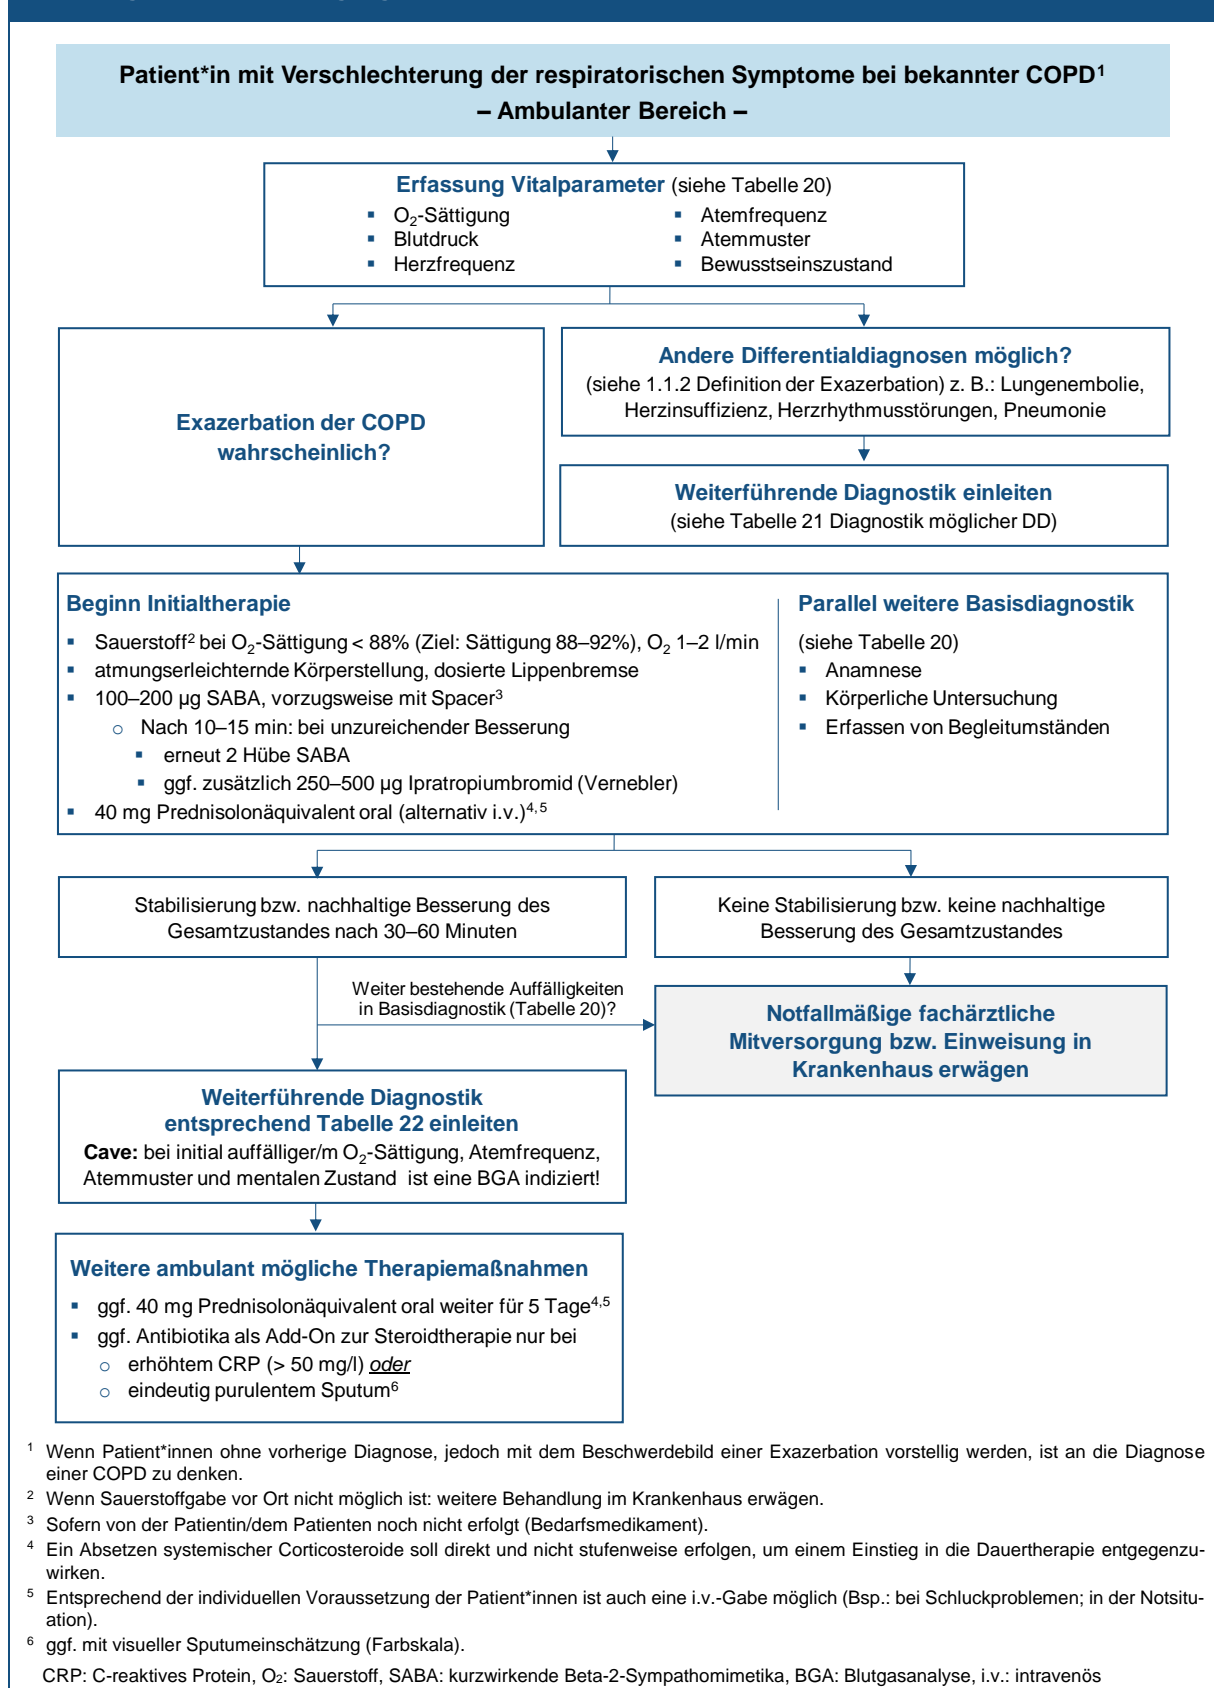 Patient*in mit Verschlechterung der respiratorischen Symptome bei bekannter COPD¹
– Ambulanter Bereich –
Erfassung Vitalparameter (siehe Tabelle 20)
▪ O₂-Sättigung
▪ Blutdruck
▪ Herzfrequenz
▪ Atemfrequenz
▪ Atemmuster
▪ Bewusstseinszustand
Exazerbation der COPD
wahrscheinlich?
Andere Differentialdiagnosen möglich?
(siehe 1.1.2 Definition der Exazerbation) z. B.: Lungenembolie,
Herzinsuffizienz, Herzrhythmusstörungen, Pneumonie
Weiterführende Diagnostik einleiten
(siehe Tabelle 21 Diagnostik möglicher DD)
Beginn Initialtherapie
▪ Sauerstoff² bei O₂-Sättigung < 88% (Ziel: Sättigung 88–92%), O₂ 1–2 l/min
▪ atmungserleichternde Körperstellung, dosierte Lippenbremse
▪ 100–200 µg SABA, vorzugsweise mit Spacer³
○ Nach 10–15 min: bei unzureichender Besserung
▪ erneut 2 Hübe SABA
▪ ggf. zusätzlich 250–500 µg Ipratropiumbromid (Vernebler)
▪ 40 mg Prednisolonäquivalent oral (alternativ i.v.)⁴,⁵
Parallel weitere Basisdiagnostik
(siehe Tabelle 20)
▪ Anamnese
▪ Körperliche Untersuchung
▪ Erfassen von Begleitumständen
Stabilisierung bzw. nachhaltige Besserung des
Gesamtzustandes nach 30–60 Minuten
Keine Stabilisierung bzw. keine nachhaltige
Besserung des Gesamtzustandes
Weiter bestehende Auffälligkeiten
in Basisdiagnostik (Tabelle 20)?
Notfallmäßige fachärztliche
Mitversorgung bzw. Einweisung in
Krankenhaus erwägen
Weiterführende Diagnostik
entsprechend Tabelle 22 einleiten
Cave: bei initial auffälliger/m O₂-Sättigung, Atemfrequenz,
Atemmuster und mentalen Zustand ist eine BGA indiziert!
Weitere ambulant mögliche Therapiemaßnahmen
▪ ggf. 40 mg Prednisolonäquivalent oral weiter für 5 Tage⁴,⁵
▪ ggf. Antibiotika als Add-On zur Steroidtherapie nur bei
○ erhöhtem CRP (> 50 mg/l) oder
○ eindeutig purulentem Sputum⁶
¹ Wenn Patient*innen ohne vorherige Diagnose, jedoch mit dem Beschwerdebild einer Exazerbation vorstellig werden, ist an die Diagnose
einer COPD zu denken.
² Wenn Sauerstoffgabe vor Ort nicht möglich ist: weitere Behandlung im Krankenhaus erwägen.
³ Sofern von der Patientin/dem Patienten noch nicht erfolgt (Bedarfsmedikament).
⁴ Ein Absetzen systemischer Corticosteroide soll direkt und nicht stufenweise erfolgen, um einem Einstieg in die Dauertherapie entgegenzu-
wirken.
⁵ Entsprechend der individuellen Voraussetzung der Patient*innen ist auch eine i.v.-Gabe möglich (Bsp.: bei Schluckproblemen; in der Notsitu-
ation).
⁶ ggf. mit visueller Sputumeinschätzung (Farbskala).
CRP: C-reaktives Protein, O₂: Sauerstoff, SABA: kurzwirkende Beta-2-Sympathomimetika, BGA: Blutgasanalyse, i.v.: intravenös